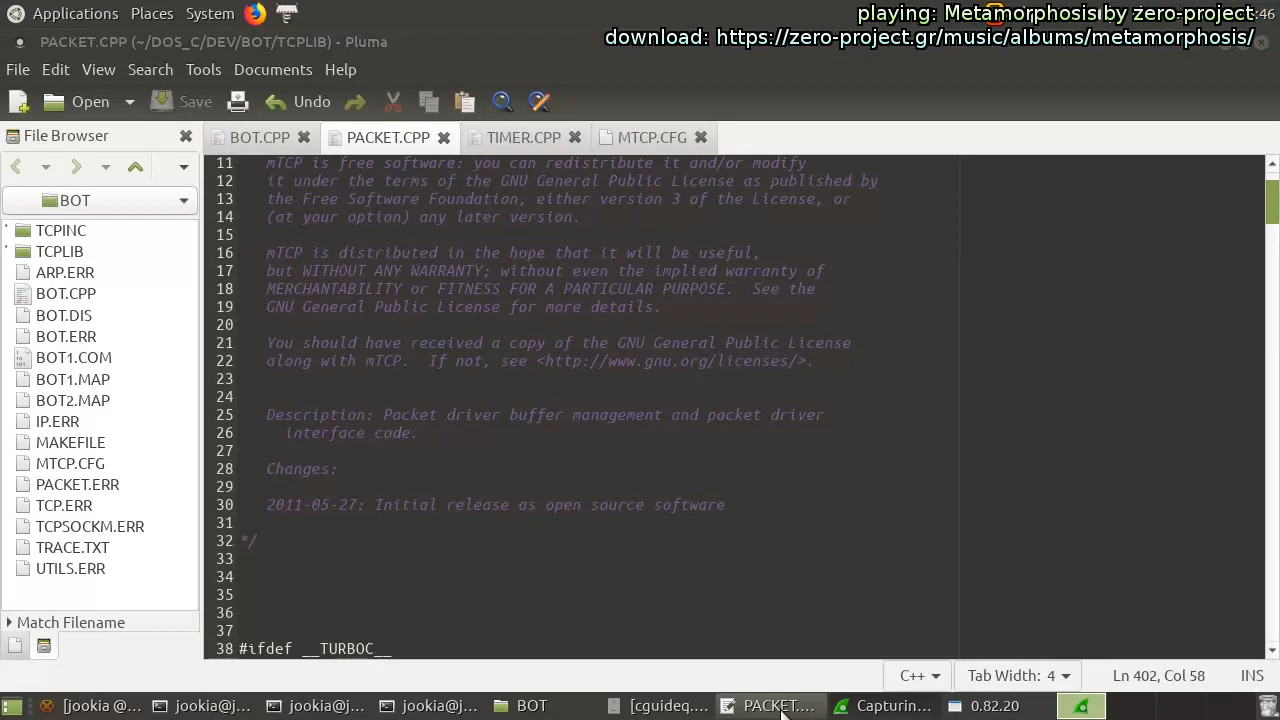 Applications Places System
:46
playing: Metamorphosis by zero-project
download: https://zero-project.gr/music/albums/metamorphosis/
PACKET.CPP (~/DOS_C/DEV/BOT/TCPLIB) - Pluma
File Edit View Search Tools Documents Help
Open Save Undo
File Browser
BOT.CPP PACKET.CPP TIMER.CPP MTCP.CFG
BOT
TCPINC
TCPLIB
ARP.ERR
BOT.CPP
BOT.DIS
BOT.ERR
BOT1.COM
BOT1.MAP
BOT2.MAP
IP.ERR
MAKEFILE
MTCP.CFG
PACKET.ERR
TCP.ERR
TCPSOCKM.ERR
TRACE.TXT
UTILS.ERR
Match Filename
11 mTCP is free software: you can redistribute it and/or modify
12 it under the terms of the GNU General Public License as published by
13 the Free Software Foundation, either version 3 of the License, or
14 (at your option) any later version.
15
16 mTCP is distributed in the hope that it will be useful,
17 but WITHOUT ANY WARRANTY; without even the implied warranty of
18 MERCHANTABILITY or FITNESS FOR A PARTICULAR PURPOSE.  See the
19 GNU General Public License for more details.
20
21 You should have received a copy of the GNU General Public License
22 along with mTCP.  If not, see <http://www.gnu.org/licenses/>.
23
24
25 Description: Packet driver buffer management and packet driver
26 interface code.
27
28 Changes:
29
30 2011-05-27: Initial release as open source software
31
32 */
33
34
35
36
37
38 #ifdef __TURBOC__
C++ Tab Width: 4 Ln 402, Col 58 INS
[jookia @... jookia@j... jookia@j... jookia@j... BOT [cguideq.... PACKET.... Capturin... 0.82.20